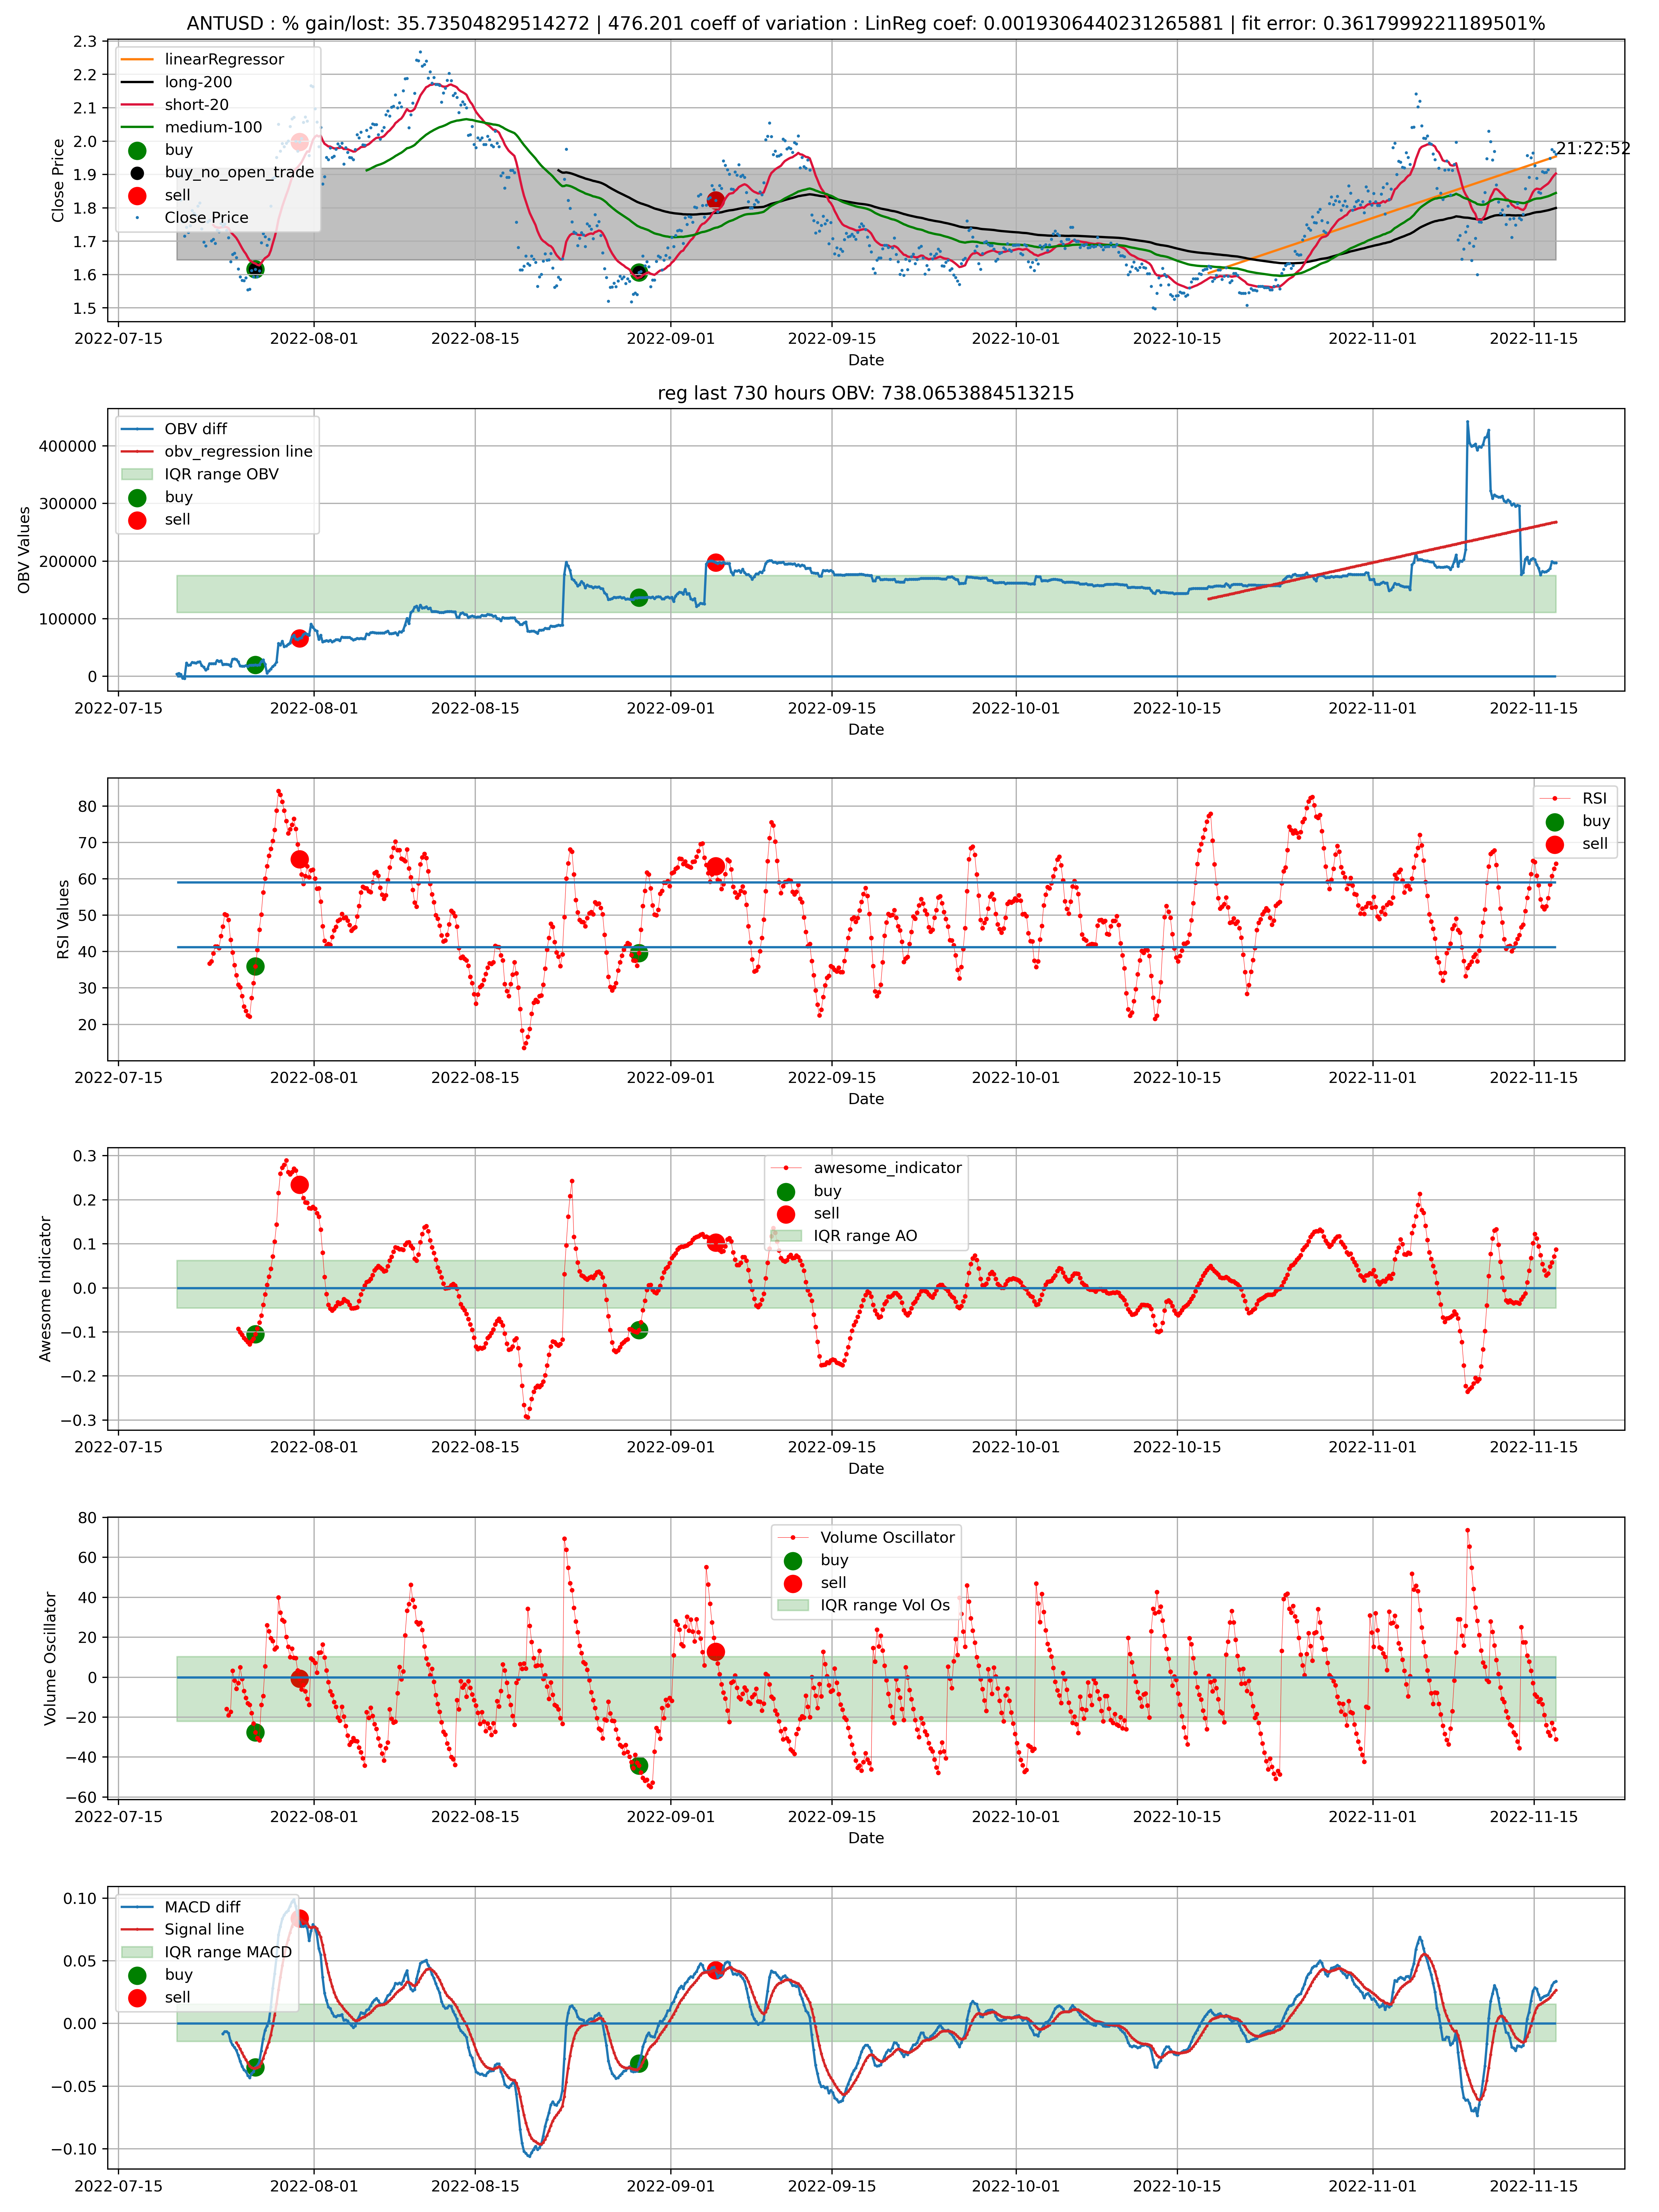 ANTUSD : % gain/lost: 35.73504829514272 | 476.201 coeff of variation : LinReg coef: 0.0019306440231265881 | fit error: 0.3617999221189501%
Close Price
2.3
2.2
2.1
2.0
1.9
1.8
1.7
1.6
1.5
linearRegressor
long-200
short-20
medium-100
buy
buy_no_open_trade
sell
Close Price
21:22:52
2022-07-15 2022-08-01 2022-08-15 2022-09-01 2022-09-15 2022-10-01 2022-10-15 2022-11-01 2022-11-15
Date
reg last 730 hours OBV: 738.0653884513215
OBV Values
400000
300000
200000
100000
0
OBV diff
obv_regression line
IQR range OBV
buy
sell
2022-07-15 2022-08-01 2022-08-15 2022-09-01 2022-09-15 2022-10-01 2022-10-15 2022-11-01 2022-11-15
Date
RSI Values
80
70
60
50
40
30
20
RSI
buy
sell
2022-07-15 2022-08-01 2022-08-15 2022-09-01 2022-09-15 2022-10-01 2022-10-15 2022-11-01 2022-11-15
Date
Awesome Indicator
0.3
0.2
0.1
0.0
−0.1
−0.2
−0.3
awesome_indicator
buy
sell
IQR range AO
2022-07-15 2022-08-01 2022-08-15 2022-09-01 2022-09-15 2022-10-01 2022-10-15 2022-11-01 2022-11-15
Date
Volume Oscillator
80
60
40
20
0
−20
−40
−60
Volume Oscillator
buy
sell
IQR range Vol Os
2022-07-15 2022-08-01 2022-08-15 2022-09-01 2022-09-15 2022-10-01 2022-10-15 2022-11-01 2022-11-15
Date
0.10
0.05
0.00
−0.05
−0.10
MACD diff
Signal line
IQR range MACD
buy
sell
2022-07-15 2022-08-01 2022-08-15 2022-09-01 2022-09-15 2022-10-01 2022-10-15 2022-11-01 2022-11-15